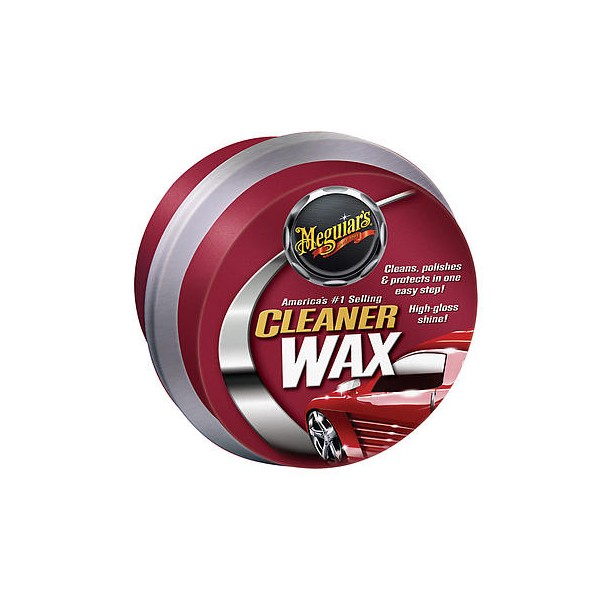 Meguiar's
Cleans, polishes
& protects in one
easy step!
High-gloss
shine!
America's #1 Selling
CLEANER
WAX